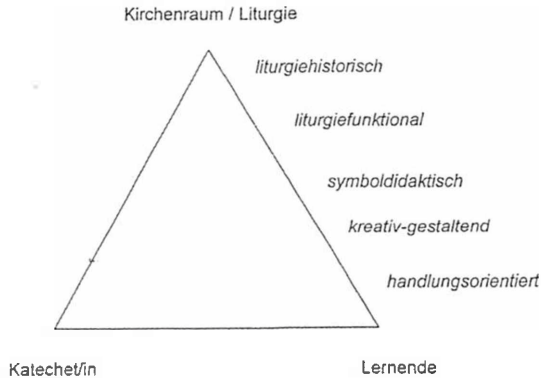 Kirchenraum / Liturgie
liturgiehistorisch
liturgiefunktional
symboldidaktisch
kreativ-gestaltend
handlungsorientiert
Katechet/in
Lernende